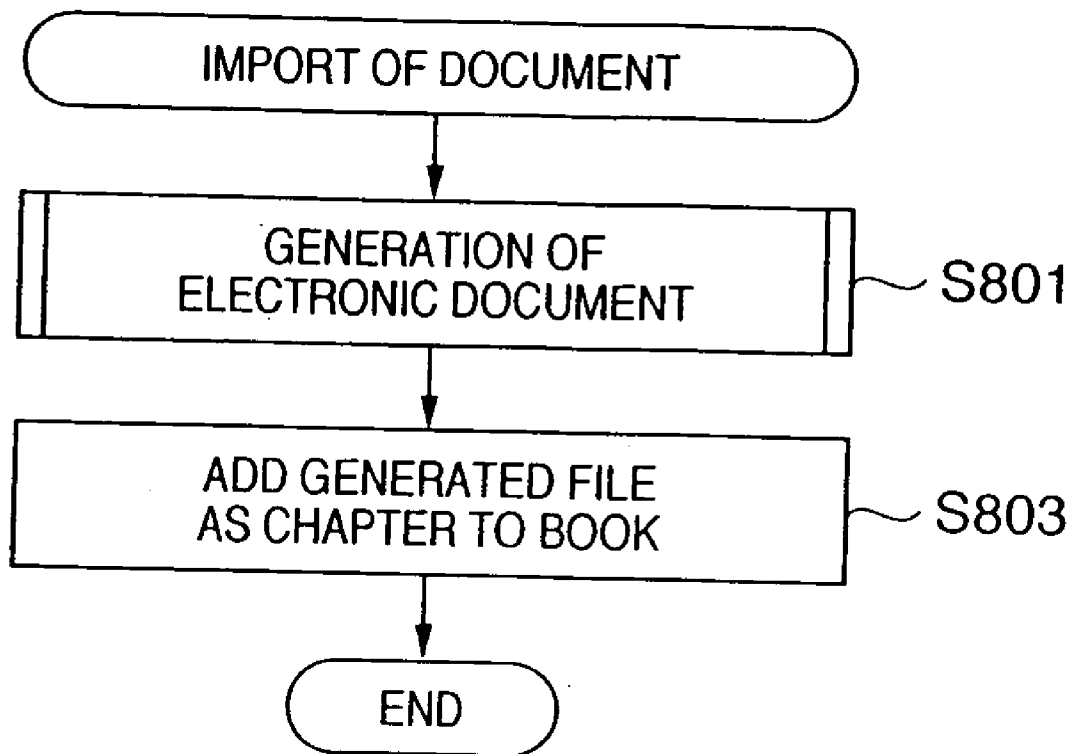 IMPORT OF DOCUMENT
GENERATION OF
ELECTRONIC DOCUMENT
S801
ADD GENERATED FILE
AS CHAPTER TO BOOK
S803
END